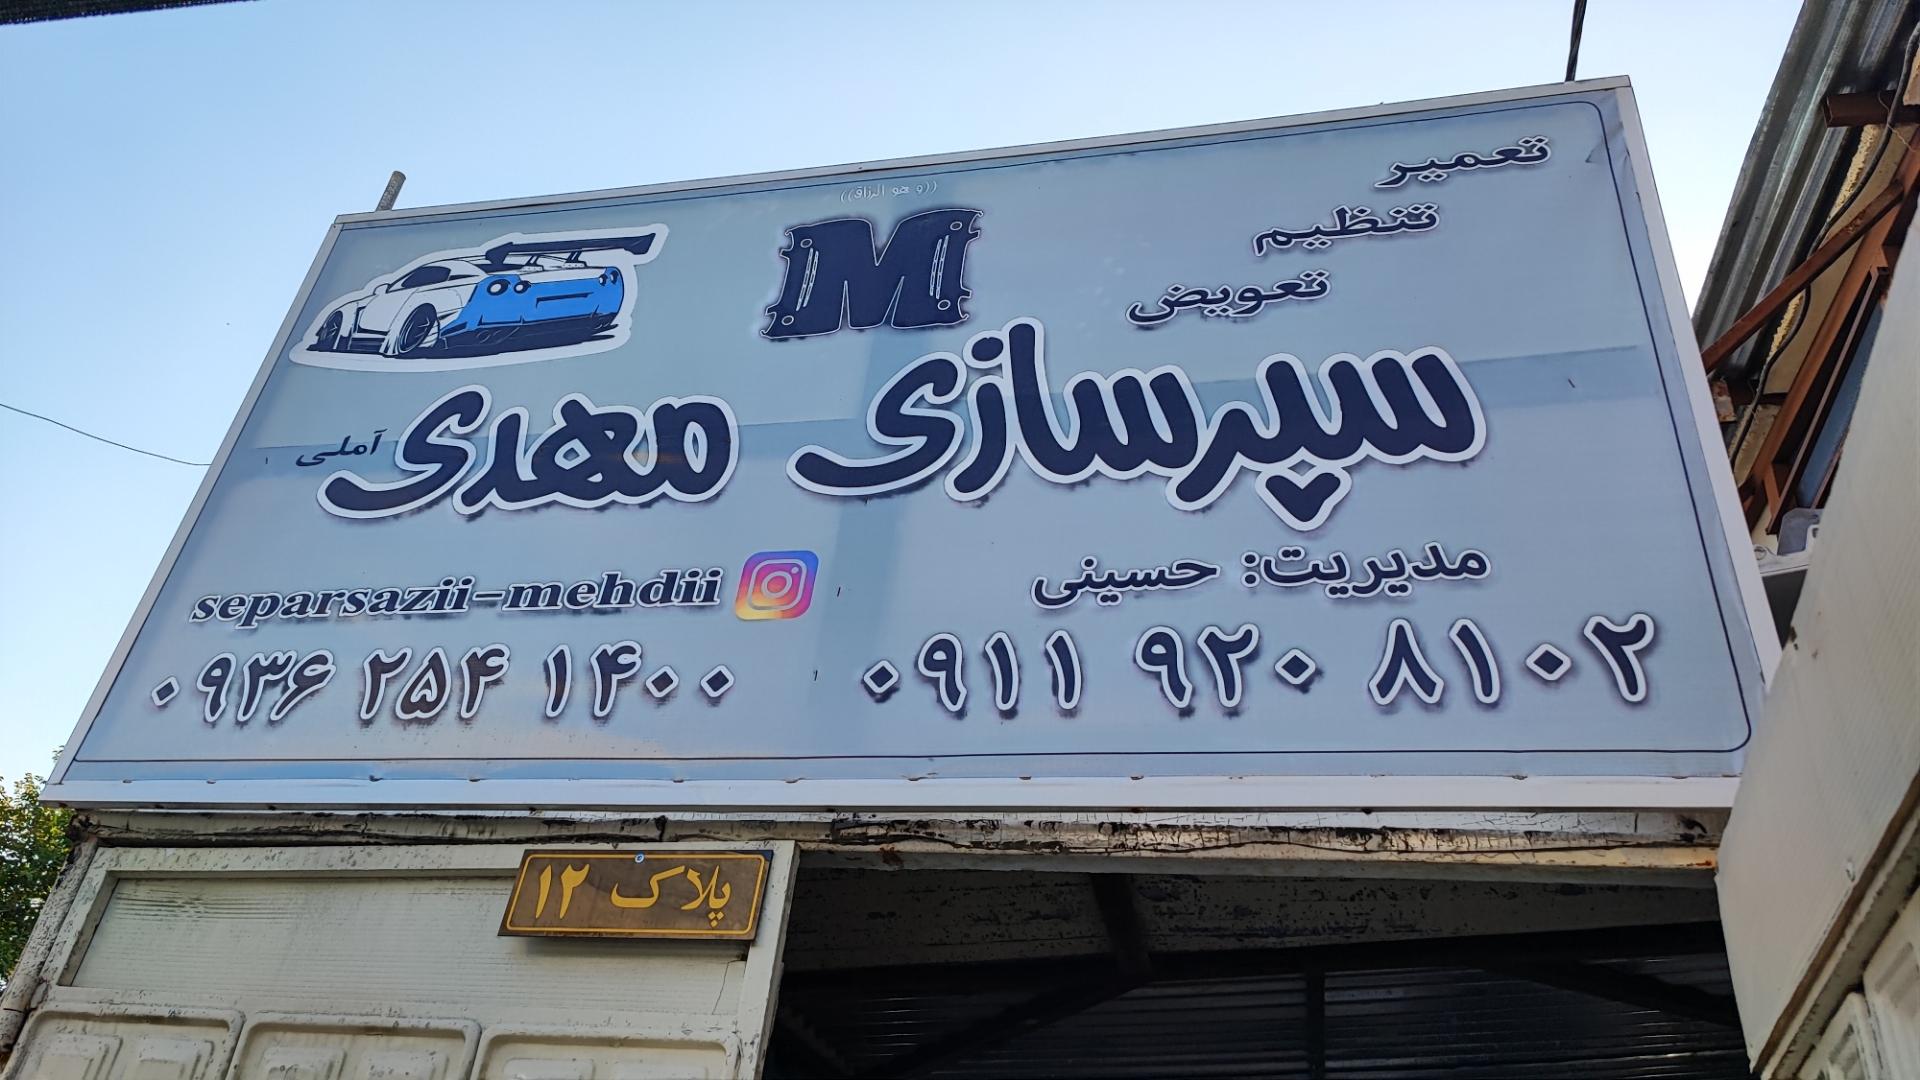 ((و هو الرزاق))
M
تعمیر
تنظیم
تعویض
سپرسازی مهدی آملی
مدیریت: حسینی
separsazii-mehdii
۰۹۱۱ ۹۲۰ ۸۱۰۲
۰۹۳۶ ۲۵۴ ۱۴۰۰
پلاک ۱۲